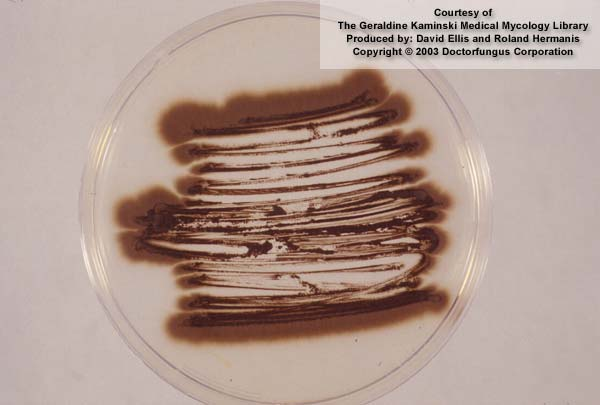 Courtesy of
The Geraldine Kaminski Medical Mycology Library
Produced by: David Ellis and Roland Hermanis
Copyright © 2003 Doctorfungus Corporation